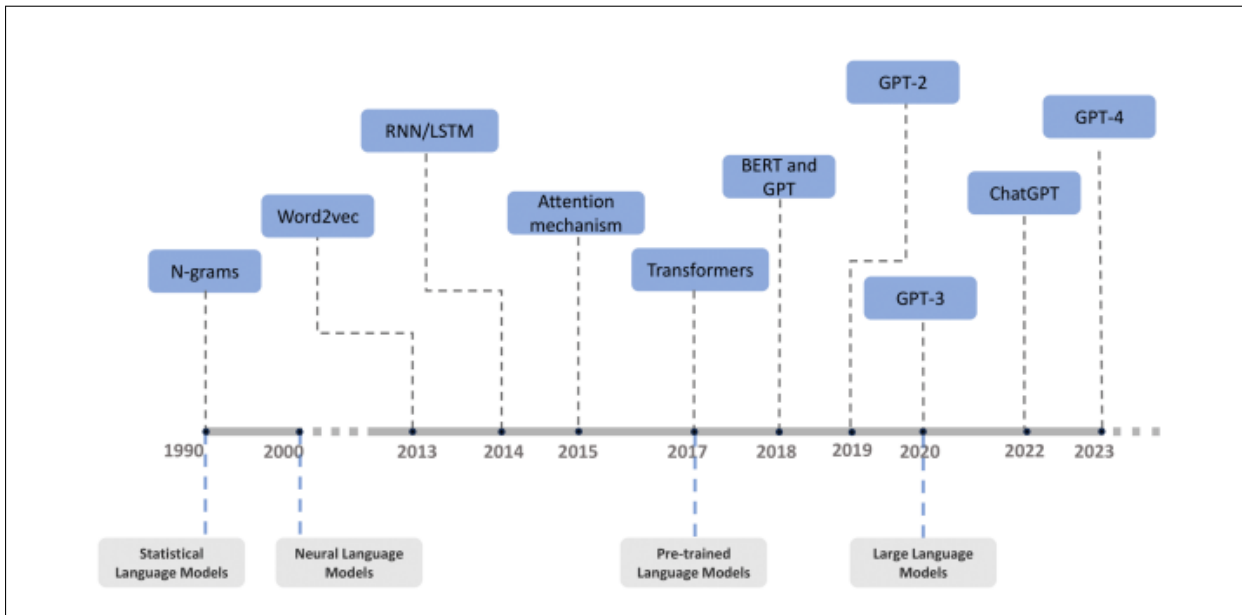 GPT-2
GPT-4
RNN/LSTM
BERT and
GPT
ChatGPT
Word2vec
Attention
mechanism
N-grams
Transformers
GPT-3
1990
2000
2013
2014
2015
2017
2018
2019
2020
2022
2023
Statistical
Language Models
Neural Language
Models
Pre-trained
Language Models
Large Language
Models